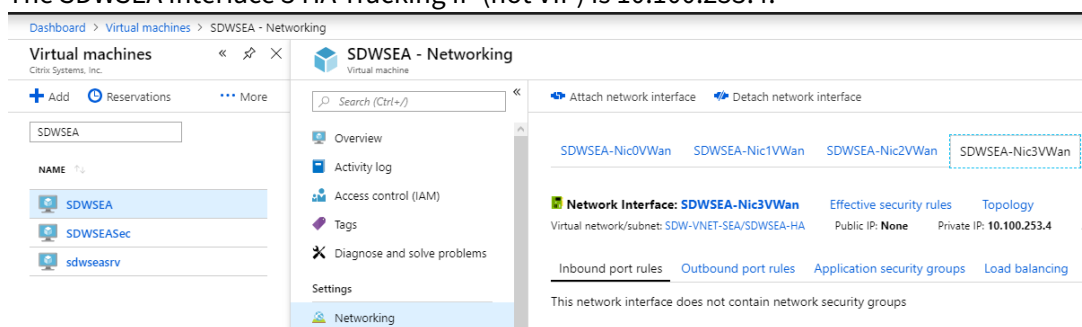 The SDWSEA Interface 3 HA Tracking IP (not VIP) is 10.100.253.4.
Dashboard > Virtual machines > SDWSEA - Networking
Virtual machines
Citrix Systems, Inc.
Add Reservations ••• More
SDWSEA
NAME
SDWSEA
SDWSEASec
sdwseasrv
SDWSEA - Networking
Virtual machine
Search (Ctrl+/)
Overview
Activity log
Access control (IAM)
Tags
Diagnose and solve problems
Settings
Networking
Attach network interface Detach network interface
SDWSEA-Nic0VWan SDWSEA-Nic1VWan SDWSEA-Nic2VWan SDWSEA-Nic3VWan
Network Interface: SDWSEA-Nic3VWan Effective security rules Topology
Virtual network/subnet: SDW-VNET-SEA/SDWSEA-HA Public IP: None Private IP: 10.100.253.4
Inbound port rules Outbound port rules Application security groups Load balancing
This network interface does not contain network security groups